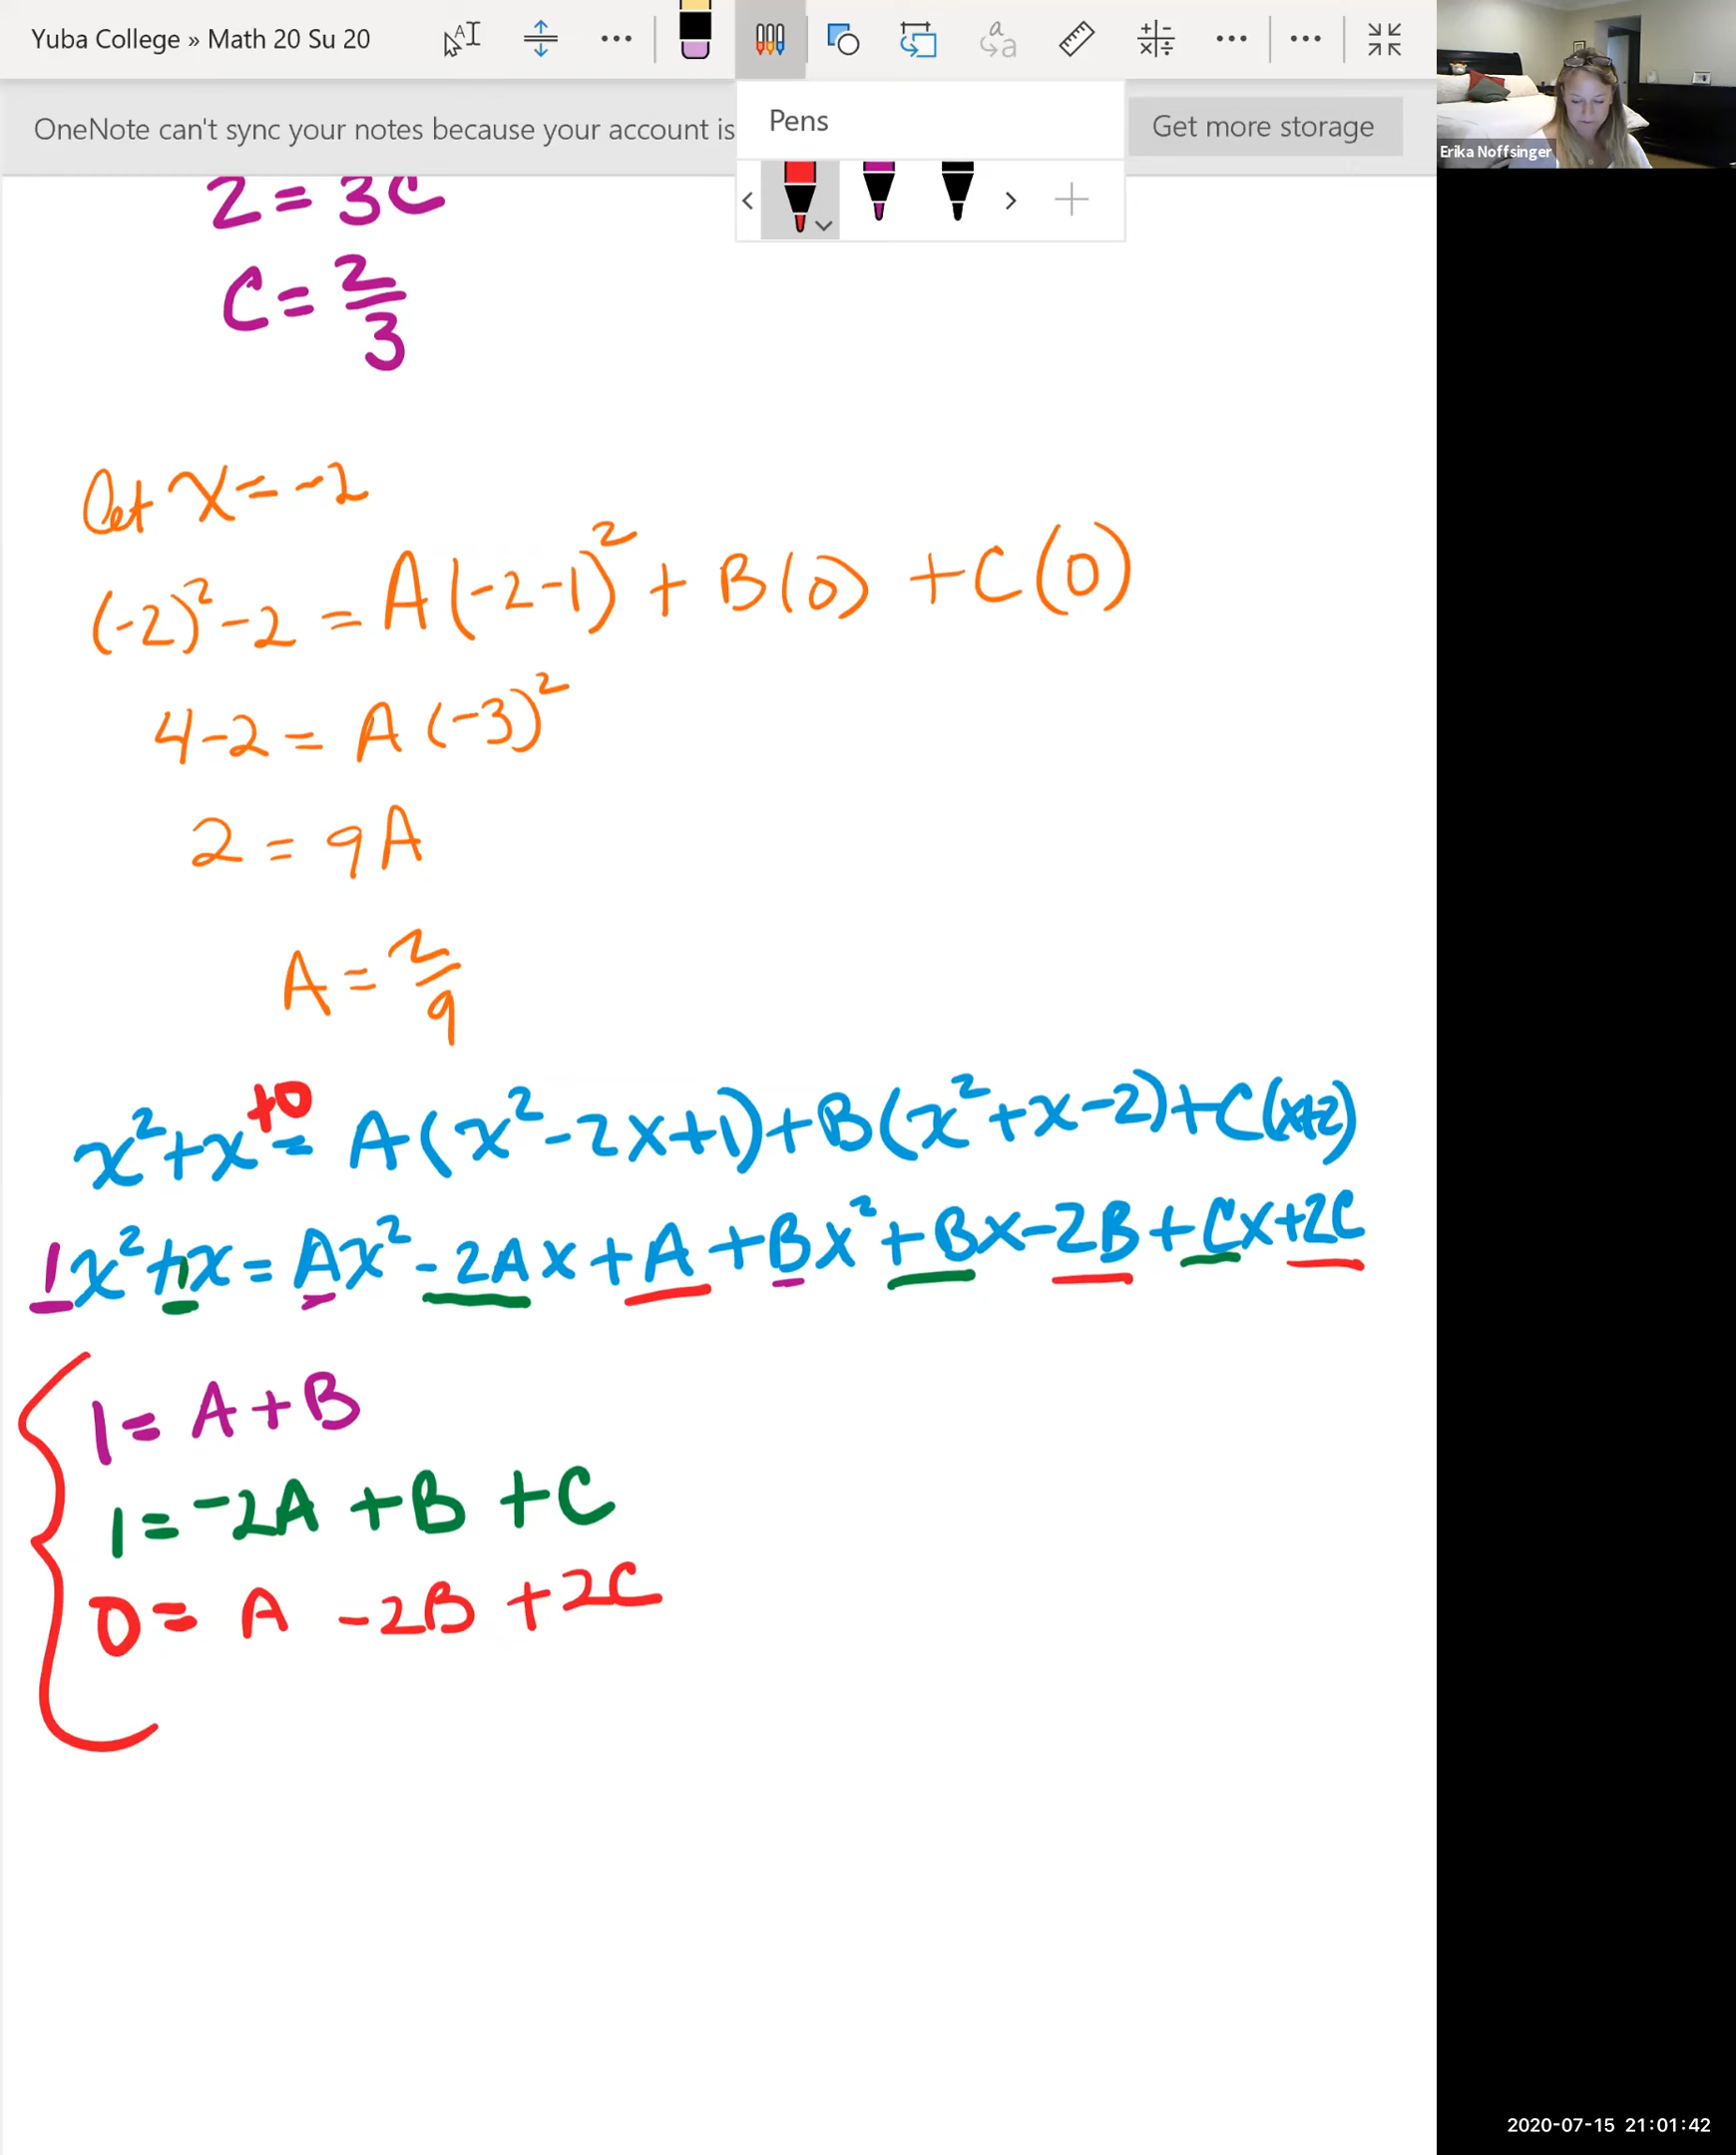 Yuba College » Math 20 Su 20
OneNote can't sync your notes because your account is
Pens
Get more storage
Erika Noffsinger
2 = 3C
C = 2/3
Let x = -2
(-2)² - 2 = A(-2-1)² + B(0) + C(0)
4 - 2 = A(-3)²
2 = 9A
A = 2/9
x² + x +0 = A(x² - 2x + 1) + B(x² + x - 2) + C(x+2)
1x² + 1x = Ax² - 2Ax + A + Bx² + Bx - 2B + Cx + 2C
1 = A + B
1 = -2A + B + C
0 = A - 2B + 2C
2020-07-15 21:01:42